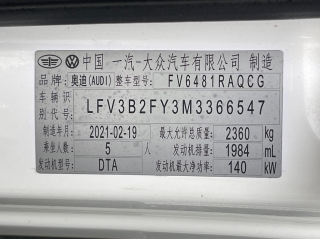 中国 一汽-大众汽车有限公司 制造
品牌: 奥迪(AUDI) 整车型号: FV6481RAQCG
车辆识别代号: LFV3B2FY3M3366547
制造年月: 2021-02-19 最大允许总质量: 2360 kg
乘坐人数: 5 人 发动机排量: 1984 mL
发动机型号: DTA 发动机最大净功率: 140 kW